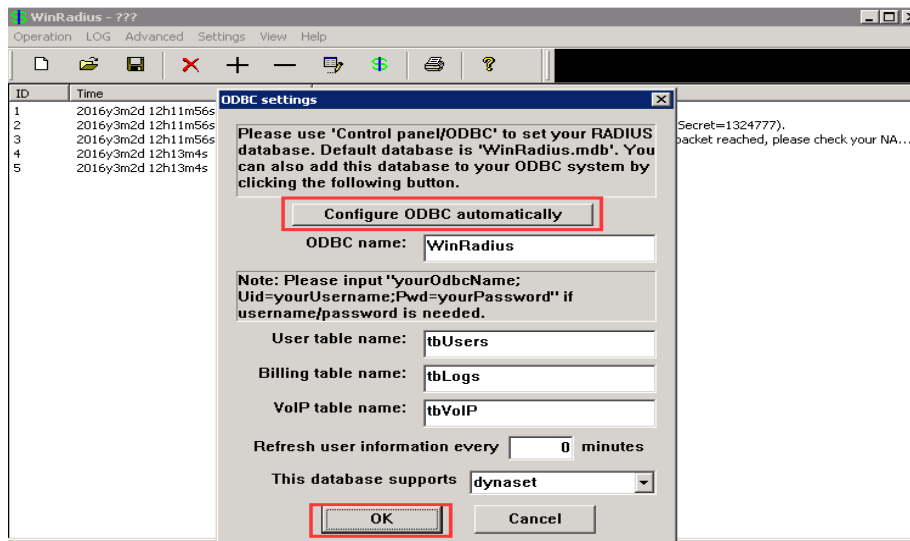 WinRadius - ???
Operation LOG Advanced Settings View Help
ID Time
1 2016y3m2d 12h11m56s
2 2016y3m2d 12h11m56s Secret=1324777).
3 2016y3m2d 12h11m56s packet reached, please check your NA...
4 2016y3m2d 12h13m4s
5 2016y3m2d 12h13m4s
ODBC settings
Please use 'Control panel/ODBC' to set your RADIUS
database. Default database is 'WinRadius.mdb'. You
can also add this database to your ODBC system by
clicking the following button.
Configure ODBC automatically
ODBC name: WinRadius
Note: Please input "yourOdbcName;
Uid=yourUsername;Pwd=yourPassword" if
username/password is needed.
User table name: tbUsers
Billing table name: tbLogs
VoIP table name: tbVoIP
Refresh user information every 0 minutes
This database supports dynaset
OK Cancel